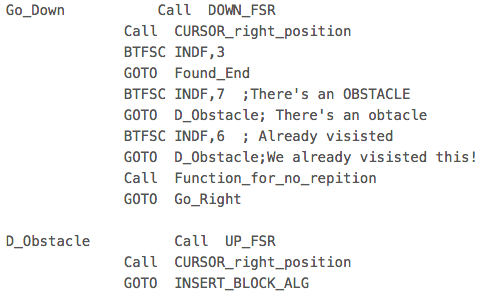 Go_Down Call DOWN_FSR
Call CURSOR_right_position
BTFSC INDF,3
GOTO Found_End
BTFSC INDF,7 ;There's an OBSTACLE
GOTO D_Obstacle; There's an obtacle
BTFSC INDF,6 ; Already visisted
GOTO D_Obstacle;We already visisted this!
Call Function_for_no_repition
GOTO Go_Right
D_Obstacle Call UP_FSR
Call CURSOR_right_position
GOTO INSERT_BLOCK_ALG